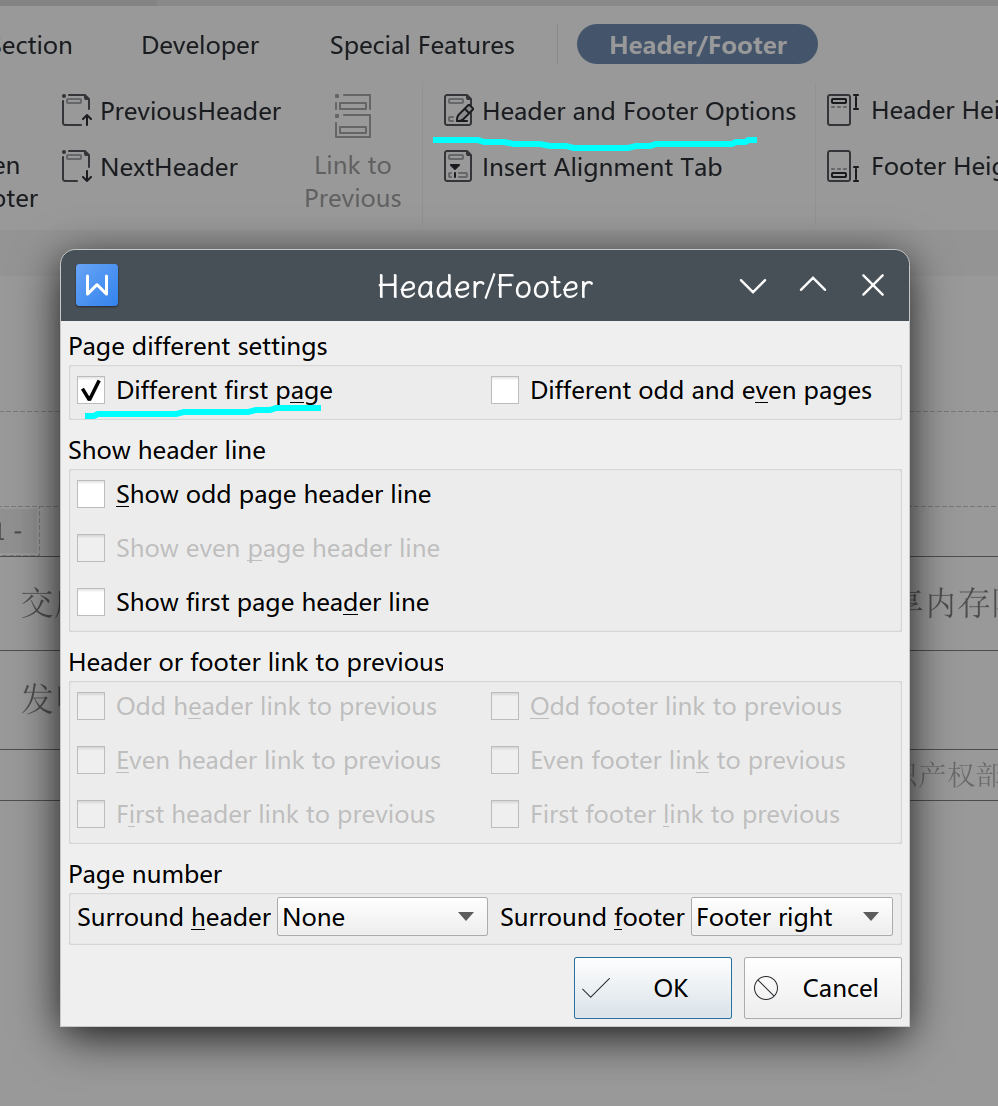 Section Developer Special Features Header/Footer
PreviousHeader Header and Footer Options Header Hei
NextHeader Link to Previous Insert Alignment Tab Footer Heig
en
oter
Header/Footer
Page different settings
Different first page Different odd and even pages
Show header line
Show odd page header line
Show even page header line
Show first page header line
1 -
交
享内存
发
识产权部
Header or footer link to previous
Odd header link to previous Odd footer link to previous
Even header link to previous Even footer link to previous
First header link to previous First footer link to previous
Page number
Surround header None Surround footer Footer right
OK Cancel